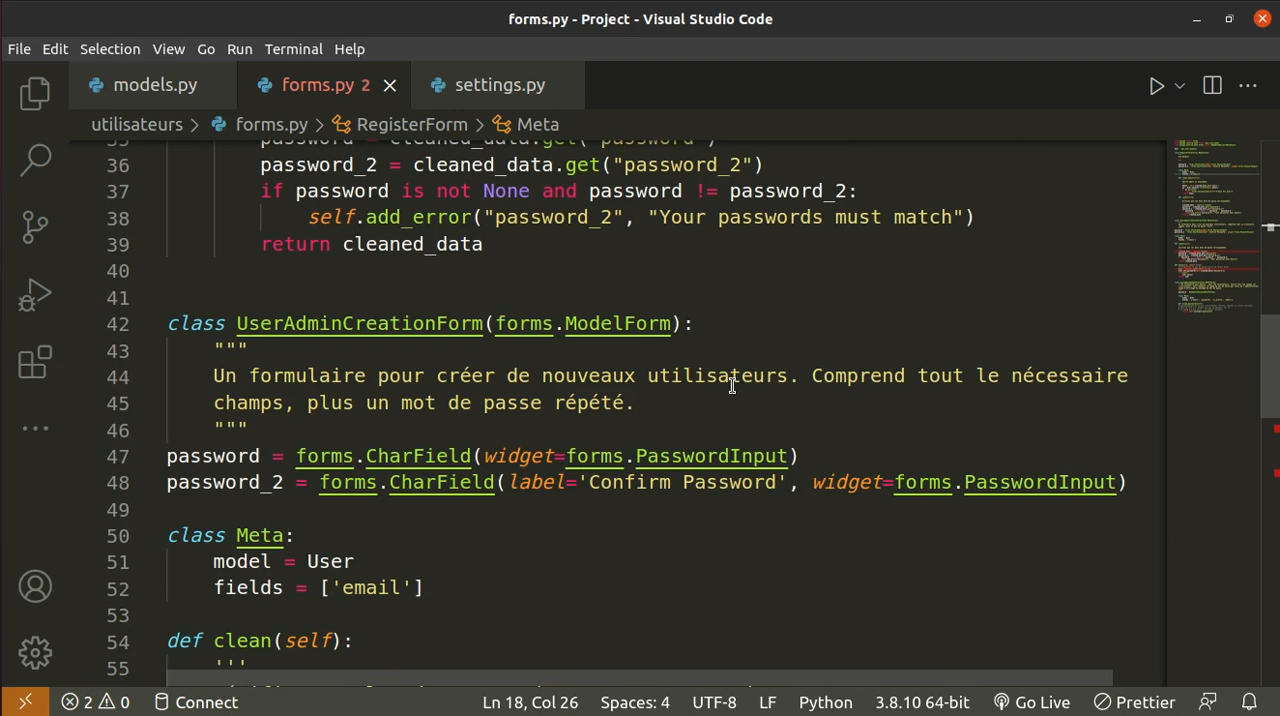 forms.py - Project - Visual Studio Code
File Edit Selection View Go Run Terminal Help
models.py forms.py 2 settings.py
utilisateurs > forms.py > RegisterForm > Meta
35 password = cleaned_data.get("password")
36 password_2 = cleaned_data.get("password_2")
37 if password is not None and password != password_2:
38 self.add_error("password_2", "Your passwords must match")
39 return cleaned_data
40
41
42 class UserAdminCreationForm(forms.ModelForm):
43 """
44 Un formulaire pour créer de nouveaux utilisateurs. Comprend tout le nécessaire
45 champs, plus un mot de passe répété.
46 """
47 password = forms.CharField(widget=forms.PasswordInput)
48 password_2 = forms.CharField(label='Confirm Password', widget=forms.PasswordInput)
49
50 class Meta:
51 model = User
52 fields = ['email']
53
54 def clean(self):
55 '''
2 0 Connect Ln 18, Col 26 Spaces: 4 UTF-8 LF Python 3.8.10 64-bit Go Live Prettier